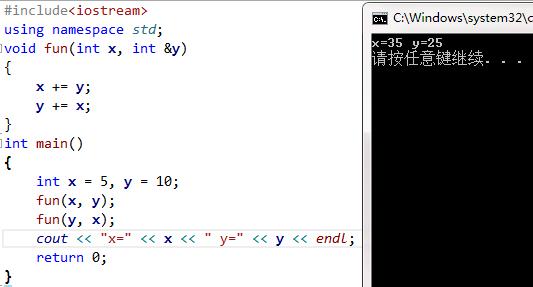 #include<iostream>
using namespace std;
void fun(int x, int &y)
{
x += y;
y += x;
}
int main()
{
int x = 5, y = 10;
fun(x, y);
fun(y, x);
cout << "x=" << x << " y=" << y << endl;
return 0;
}
C:\Windows\system32\c
x=35 y=25
请按任意键继续. . .